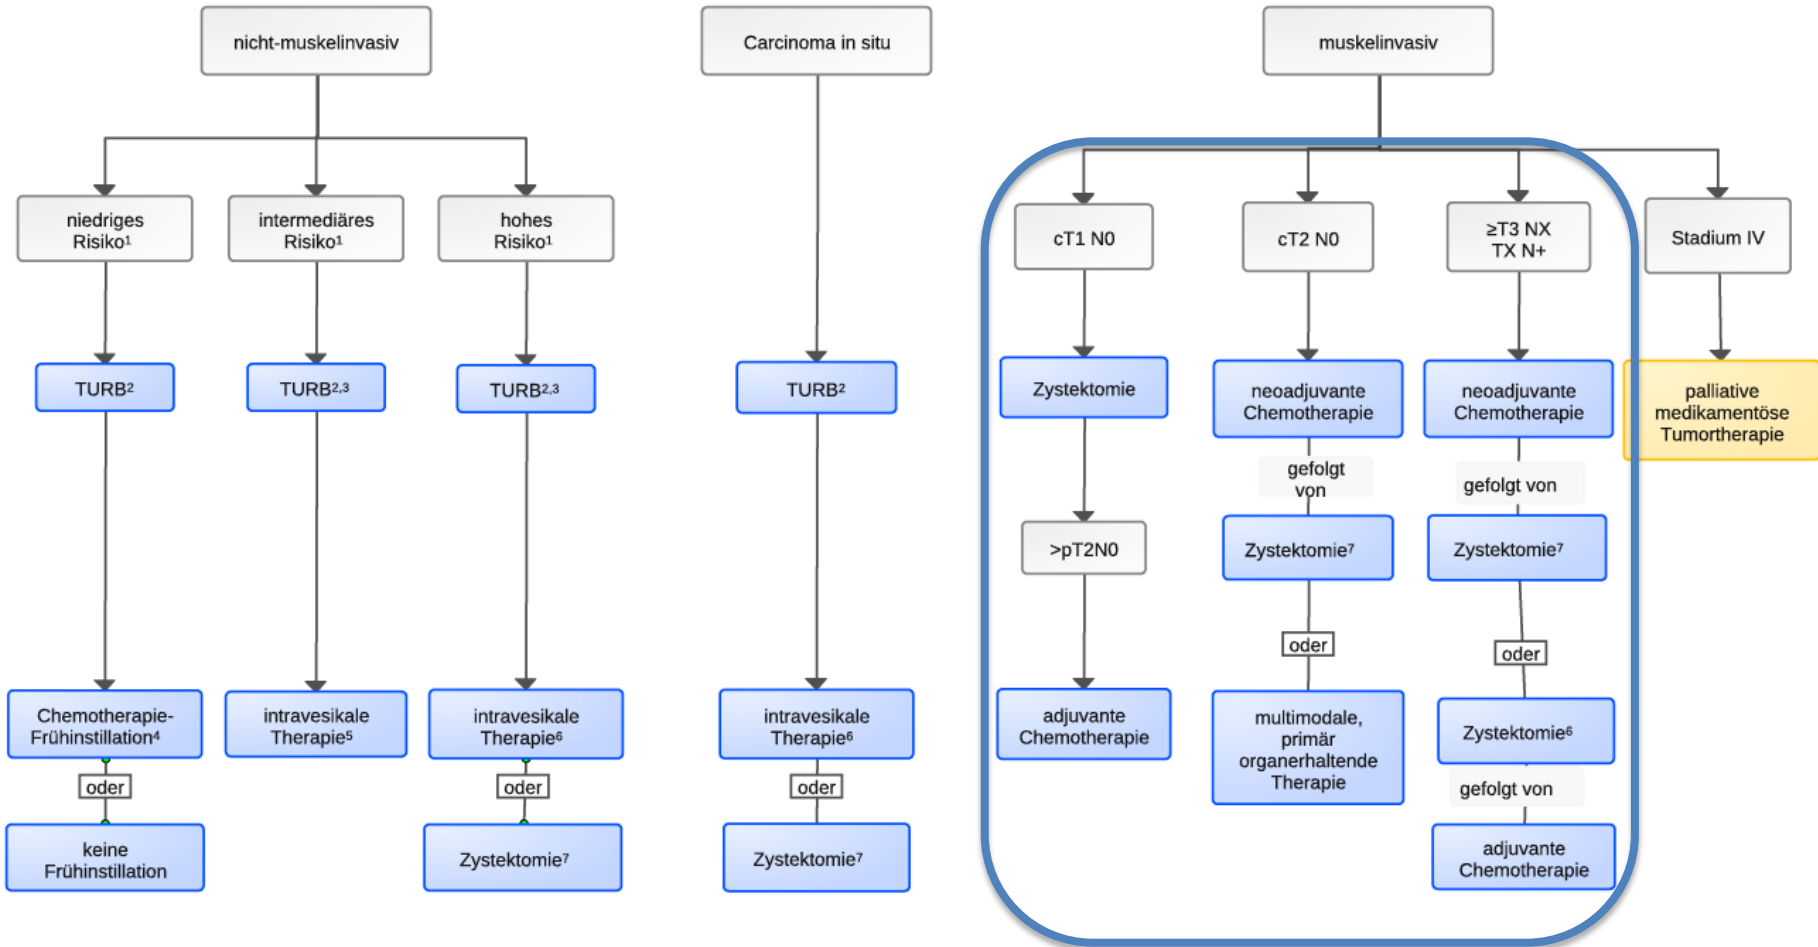 nicht-muskelinvasiv
Carcinoma in situ
muskelinvasiv
niedriges
Risiko¹
intermediäres
Risiko¹
hohes
Risiko¹
cT1 N0
cT2 N0
≥T3 NX
TX N+
Stadium IV
TURB²
TURB²,³
TURB²,³
TURB²
Zystektomie
neoadjuvante
Chemotherapie
neoadjuvante
Chemotherapie
palliative
medikamentöse
Tumortherapie
gefolgt
von
gefolgt von
>pT2N0
Zystektomie⁷
Zystektomie⁷
oder
oder
Chemotherapie-
Frühinstillation⁴
intravesikale
Therapie⁵
intravesikale
Therapie⁶
intravesikale
Therapie⁶
adjuvante
Chemotherapie
multimodale,
primär
organerhaltende
Therapie
Zystektomie⁶
oder
oder
oder
gefolgt von
keine
Frühinstillation
Zystektomie⁷
Zystektomie⁷
adjuvante
Chemotherapie